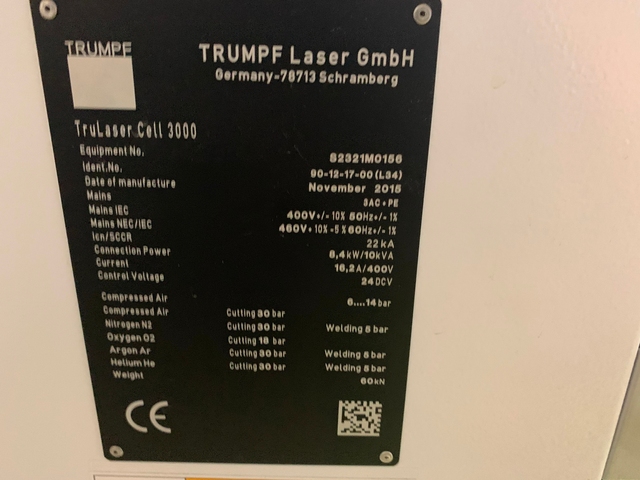 TRUMPF
TRUMPF Laser GmbH
Germany-78713 Schramberg
TruLaser Cell 3000
Equipment No. S2321M0156
Ident.No. 90-12-17-00 (L34)
Date of manufacture November 2015
Mains 3AC + PE
Mains IEC 400V+/- 10% 50Hz+/- 1%
Mains NEC/IEC 460V + 10% -5 % 60Hz+/- 1%
Icn/SCCR 22 kA
Connection Power 8,4kW/10kVA
Current 16,2A/400V
Control Voltage 24DCV
Compressed Air 6....14 bar
Compressed Air Cutting 30 bar
Nitrogen N2 Cutting 30 bar Welding 5 bar
Oxygen O2 Cutting 18 bar
Argon Ar Cutting 30 bar Welding 5 bar
Helium He Cutting 30 bar Welding 5 bar
Weight 60kN
CE